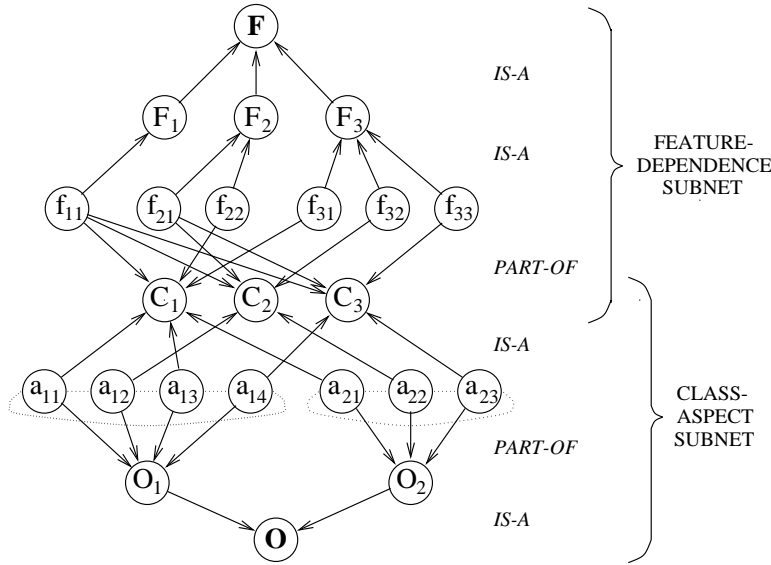 F
IS-A
F1 F2 F3
IS-A
FEATURE-
DEPENDENCE
SUBNET
f11 f21 f22 f31 f32 f33
PART-OF
C1 C2 C3
IS-A
a11 a12 a13 a14 a21 a22 a23
CLASS-
ASPECT
SUBNET
PART-OF
O1 O2
IS-A
O